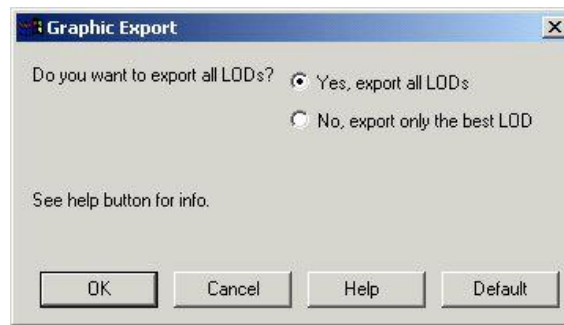 Graphic Export
Do you want to export all LODs?
Yes, export all LODs
No, export only the best LOD
See help button for info.
OK
Cancel
Help
Default